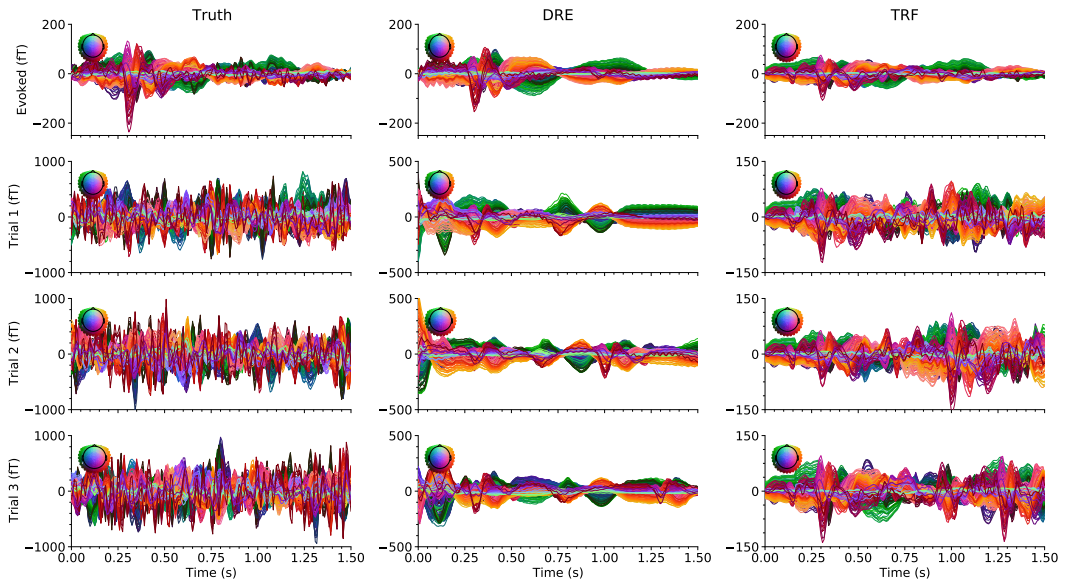 Truth DRE TRF
200 200 200
Evoked (fT)
0 0 0
−200 −200 −200
1000 500 150
Trial 1 (fT)
0 0 0
−1000 −500 −150
1000 500 150
Trial 2 (fT)
0 0 0
−1000 −500 −150
1000 500 150
Trial 3 (fT)
0 0 0
−1000 −500 −150
0.00 0.25 0.50 0.75 1.00 1.25 1.50 0.00 0.25 0.50 0.75 1.00 1.25 1.50 0.00 0.25 0.50 0.75 1.00 1.25 1.50
Time (s) Time (s) Time (s)